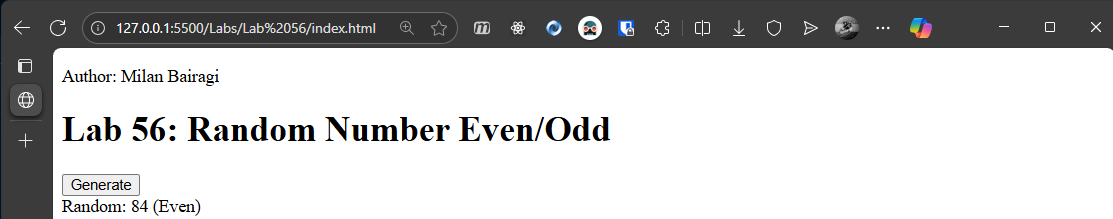 127.0.0.1:5500/Labs/Lab%2056/index.html
Author: Milan Bairagi
Lab 56: Random Number Even/Odd
Generate
Random: 84 (Even)